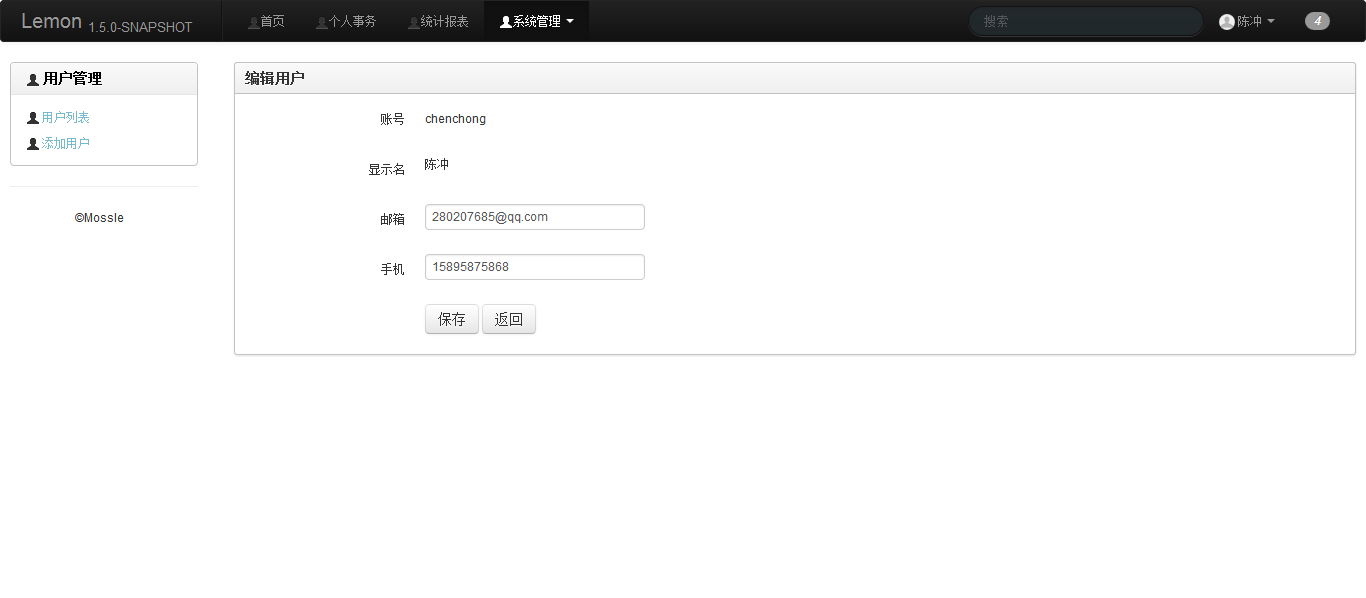 Lemon 1.5.0-SNAPSHOT 首页 个人事务 统计报表 系统管理 搜索 陈冲 4
用户管理
用户列表
添加用户
©Mossle
编辑用户
账号 chenchong
显示名 陈冲
邮箱 280207685@qq.com
手机 15895875868
保存 返回